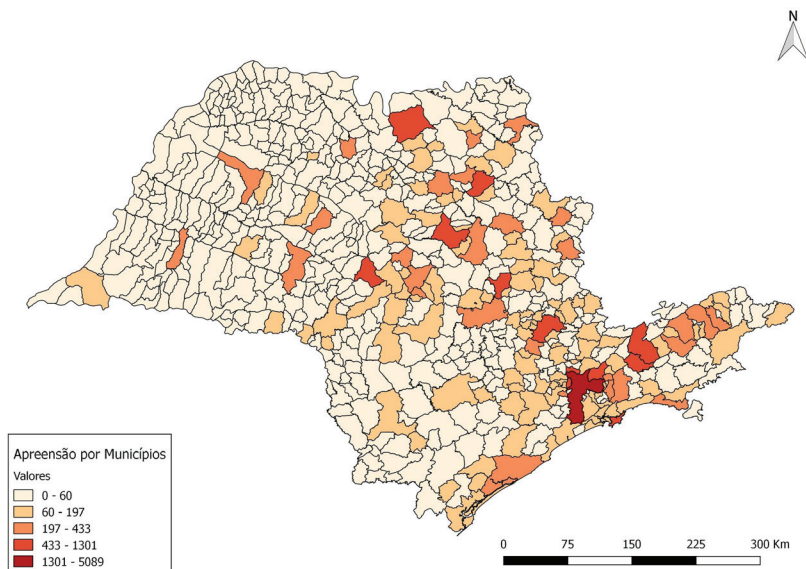 N
Apreensão por Municípios
Valores
0 - 60
60 - 197
197 - 433
433 - 1301
1301 - 5089
0 75 150 225 300 Km